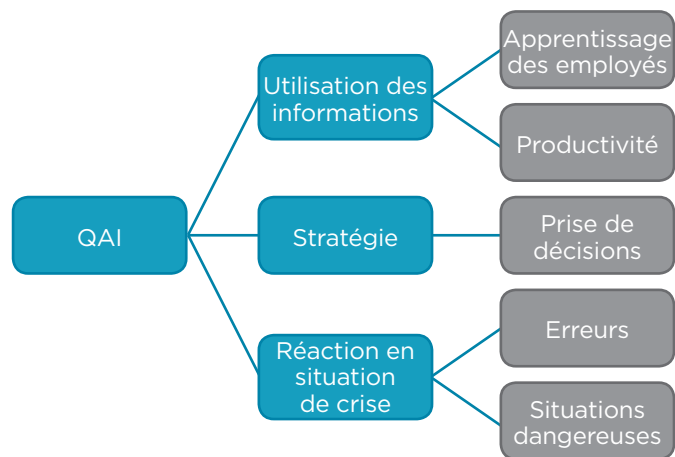 QAI
Utilisation des
informations
Apprentissage
des employés
Productivité
Stratégie
Prise de
décisions
Réaction en
situation
de crise
Erreurs
Situations
dangereuses